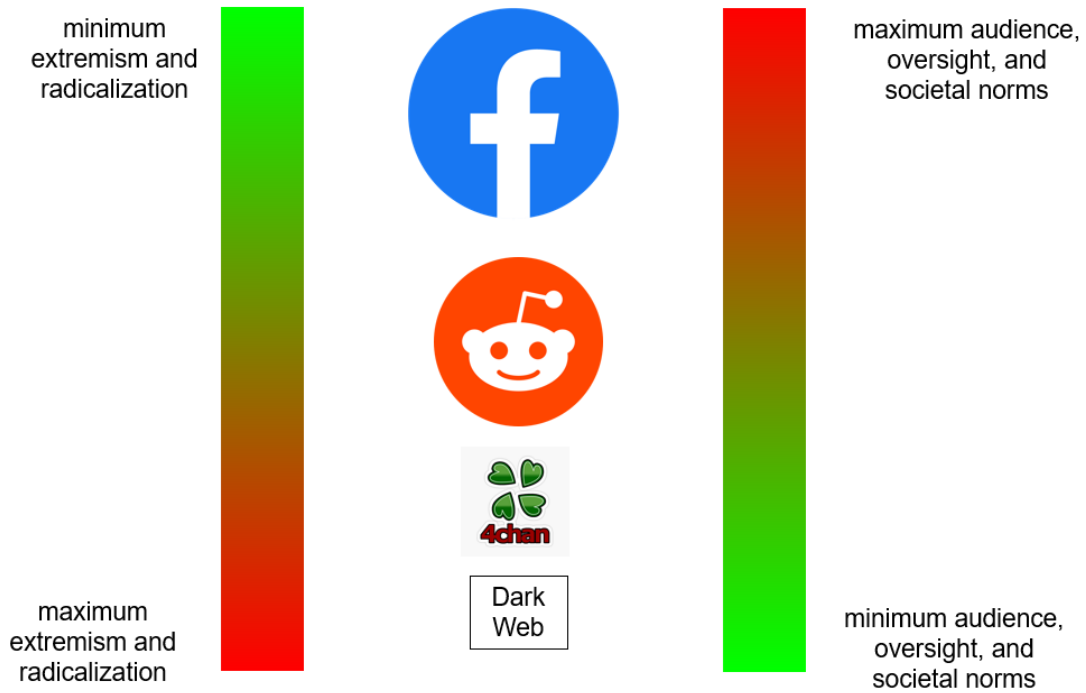 minimum
extremism and
radicalization
maximum audience,
oversight, and
societal norms
4chan
Dark
Web
maximum
extremism and
radicalization
minimum audience,
oversight, and
societal norms